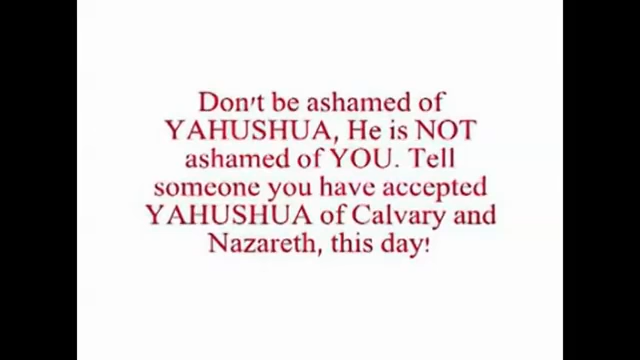 Don't be ashamed of
YAHUSHUA, He is NOT
ashamed of YOU. Tell
someone you have accepted
YAHUSHUA of Calvary and
Nazareth, this day!